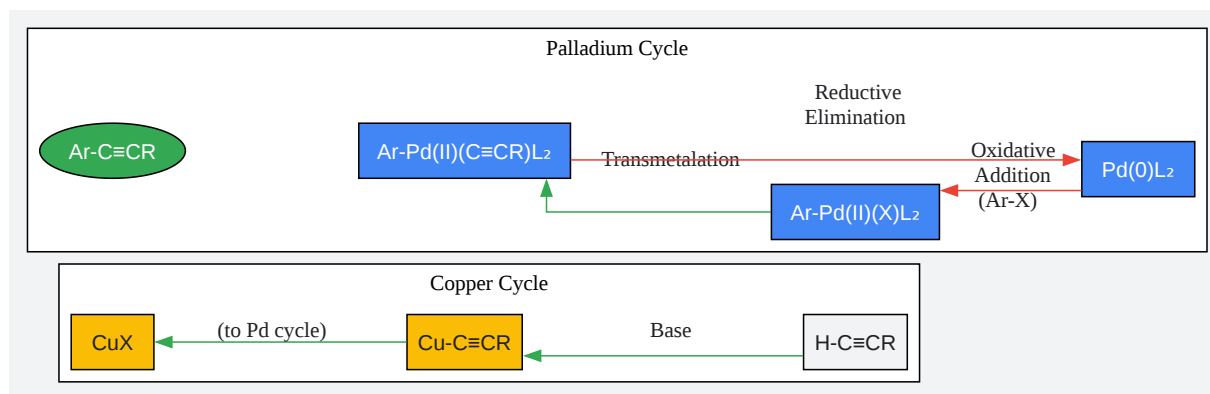 Palladium Cycle
Reductive
Elimination
Ar-C≡CR
Ar-Pd(II)(C≡CR)L₂
Transmetalation
Oxidative
Addition
(Ar-X)
Pd(0)L₂
Ar-Pd(II)(X)L₂
Copper Cycle
CuX
(to Pd cycle)
Cu-C≡CR
Base
H-C≡CR